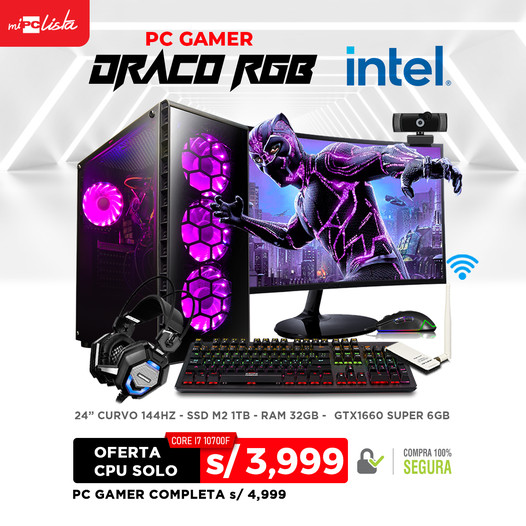 mi PC lista
PC GAMER
DRACO RGB
intel.
24” CURVO 144HZ - SSD M2 1TB - RAM 32GB - GTX1660 SUPER 6GB
CORE I7 10700F
OFERTA
CPU SOLO
s/ 3,999
COMPRA 100%
SEGURA
PC GAMER COMPLETA s/ 4,999